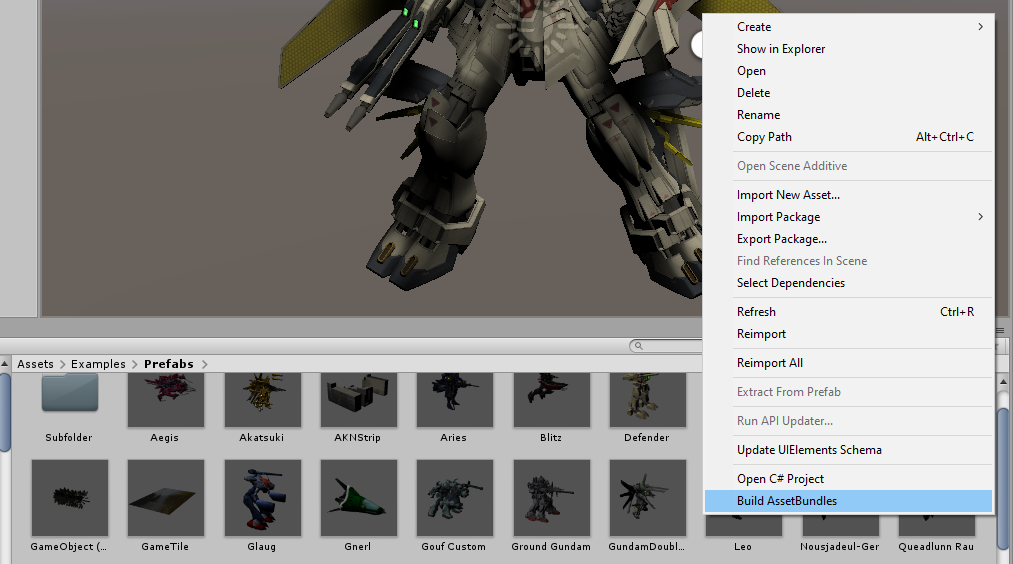 Create
Show in Explorer
Open
Delete
Rename
Copy Path Alt+Ctrl+C
Open Scene Additive
Import New Asset...
Import Package
Export Package...
Find References In Scene
Select Dependencies
Refresh Ctrl+R
Reimport
Reimport All
Extract From Prefab
Run API Updater...
Update UIElements Schema
Open C# Project
Build AssetBundles
Assets Examples Prefabs
Subfolder Aegis Akatsuki AKNStrip Aries Blitz Defender
GameObject (... GameTile Glaug Gnerl Gouf Custom Ground Gundam GundamDoubl... Leo Nousjadeul-Ger Queadlunn Rau